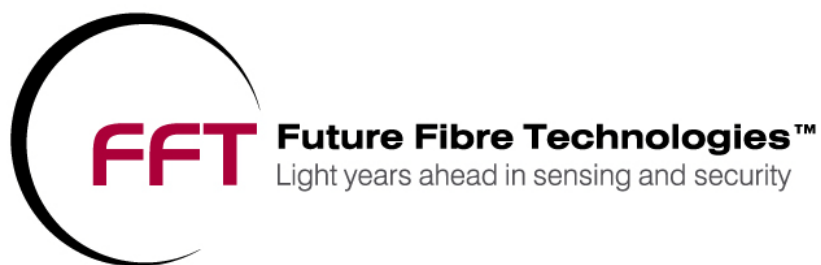 FFT
Future Fibre Technologies™
Light years ahead in sensing and security